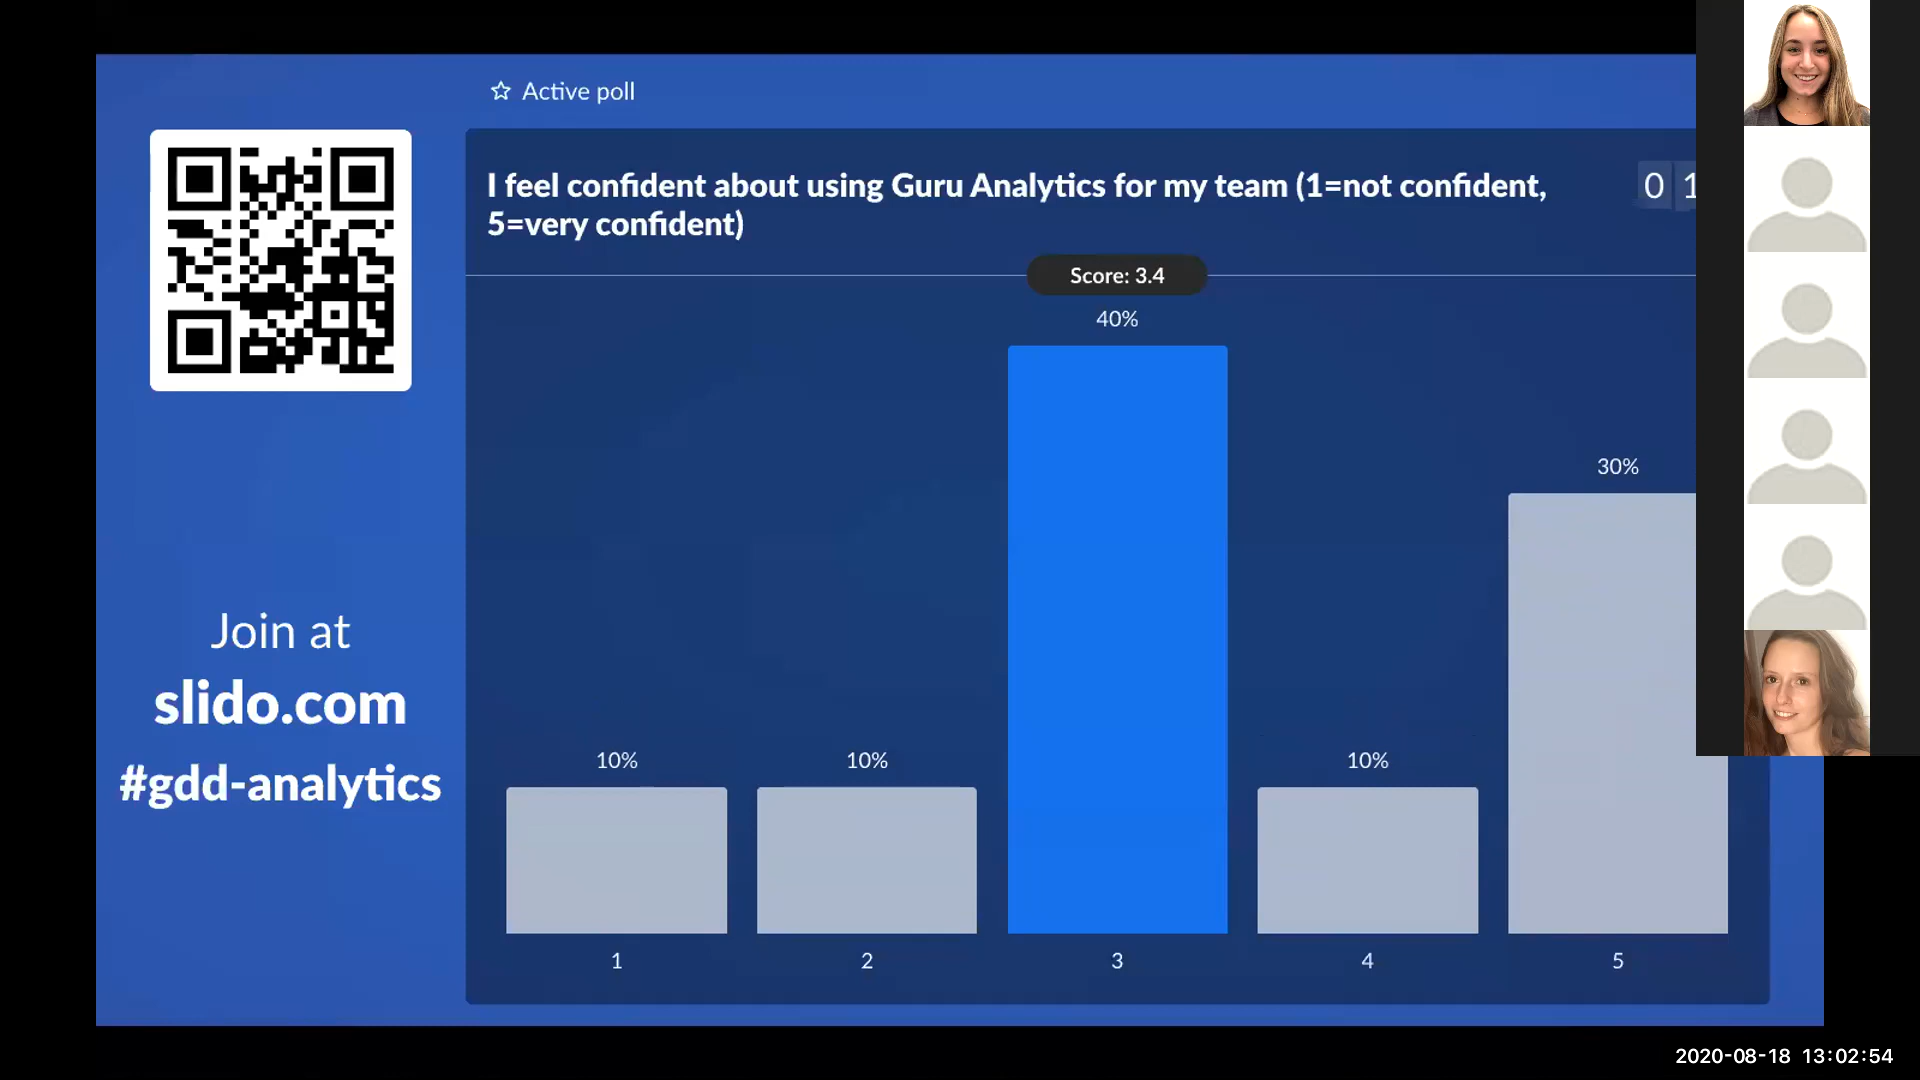 Active poll
I feel confident about using Guru Analytics for my team (1=not confident,
5=very confident)
0 1
Score: 3.4
40%
30%
10%
10%
10%
1
2
3
4
5
Join at
slido.com
#gdd-analytics
2020-08-18 13:02:54